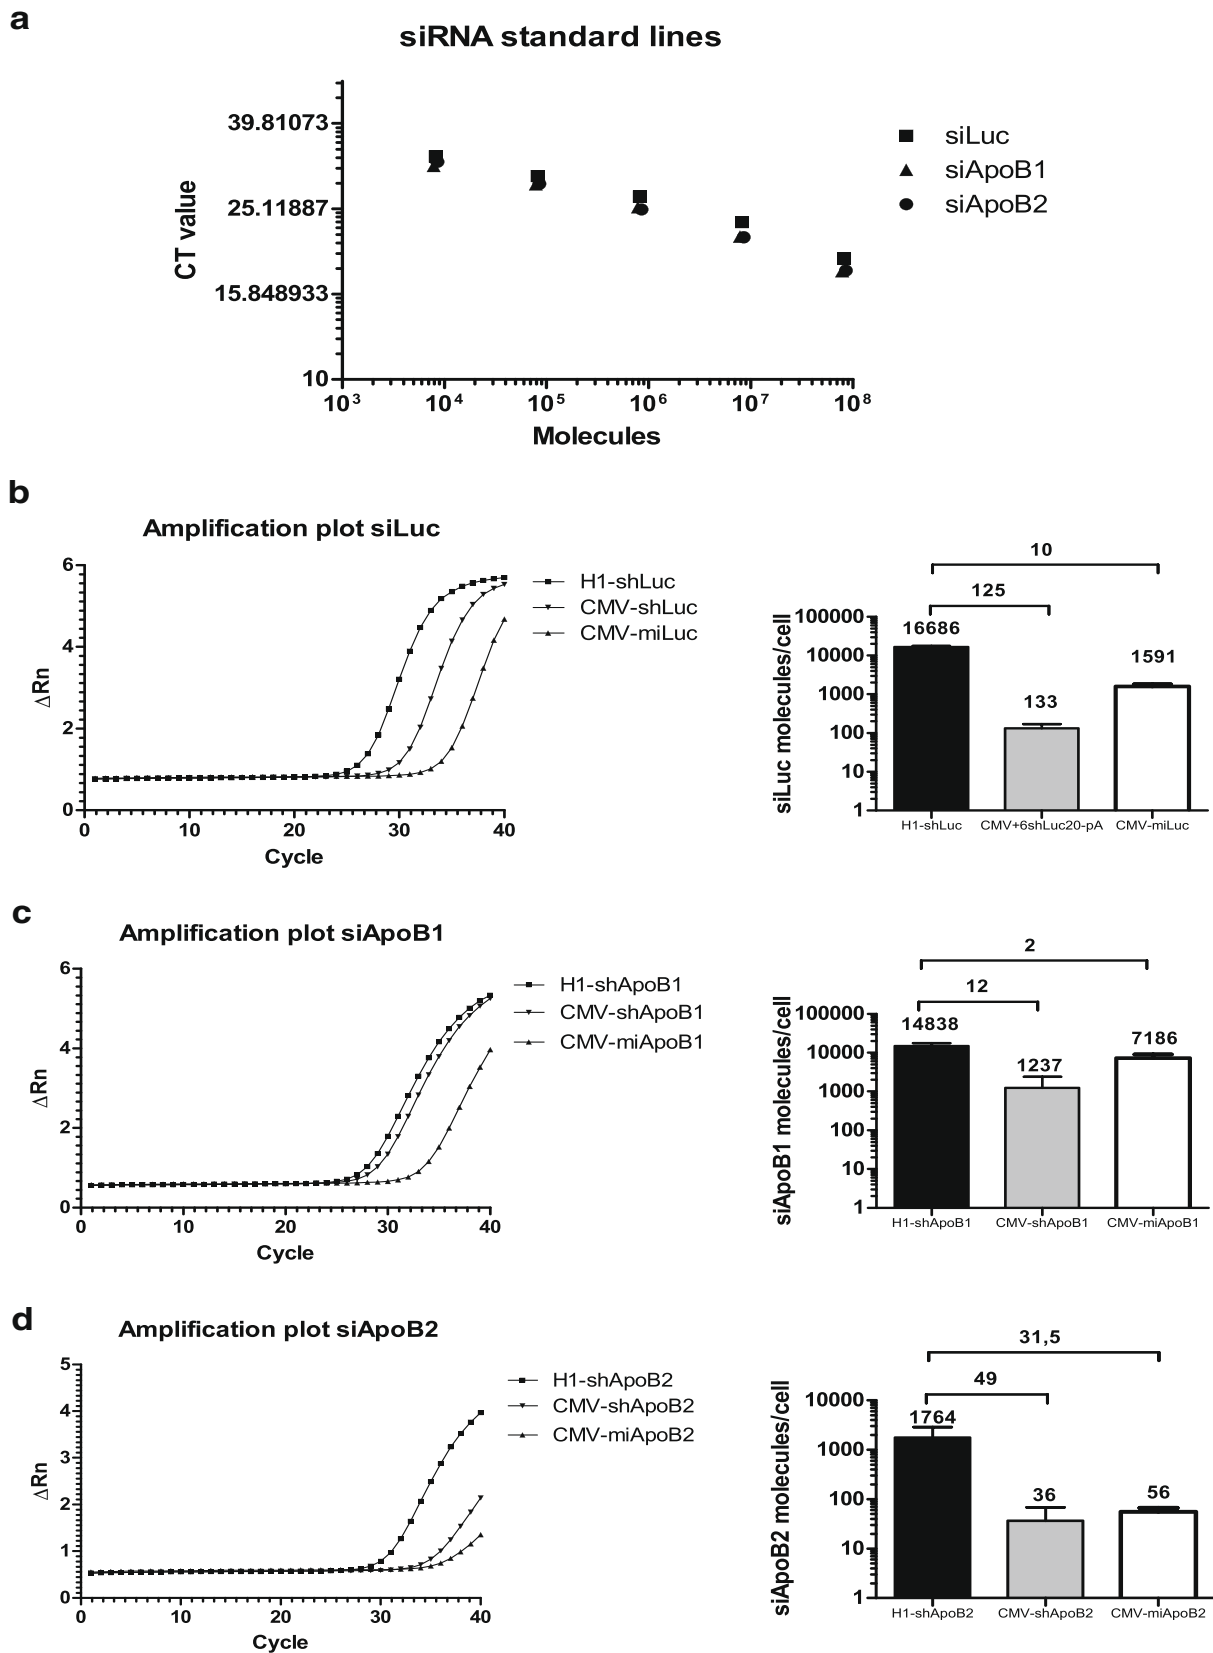 a
siRNA standard lines
39.81073
25.11887
15.848933
10
CT value
10³ 10⁴ 10⁵ 10⁶ 10⁷ 10⁸
Molecules
siLuc
siApoB1
siApoB2
b
Amplification plot siLuc
6
4
2
0
ΔRn
0 10 20 30 40
Cycle
H1-shLuc
CMV-shLuc
CMV-miLuc
10
125
siLuc molecules/cell
100000
10000
1000
100
10
1
16686
133
1591
H1-shLuc CMV+6shLuc20-pA CMV-miLuc
c
Amplification plot siApoB1
6
4
2
0
ΔRn
0 10 20 30 40
Cycle
H1-shApoB1
CMV-shApoB1
CMV-miApoB1
2
12
siApoB1 molecules/cell
100000
10000
1000
100
10
1
14838
1237
7186
H1-shApoB1 CMV-shApoB1 CMV-miApoB1
d
Amplification plot siApoB2
5
4
3
2
1
0
ΔRn
0 10 20 30 40
Cycle
H1-shApoB2
CMV-shApoB2
CMV-miApoB2
31,5
49
siApoB2 molecules/cell
10000
1000
100
10
1
1764
36
56
H1-shApoB2 CMV-shApoB2 CMV-miApoB2